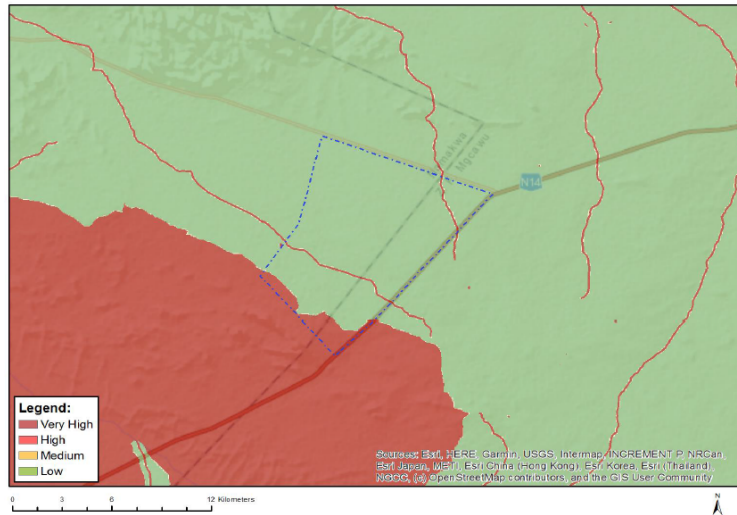 Mgcawu
N14
Legend:
Very High
High
Medium
Low
Sources: Esri, HERE, Garmin, USGS, Intermap, INCREMENT P, NRCan,
Esri Japan, METI, Esri China (Hong Kong), Esri Korea, Esri (Thailand),
NGCC, (c) OpenStreetMap contributors, and the GIS User Community
0 3 6 12 Kilometers
N